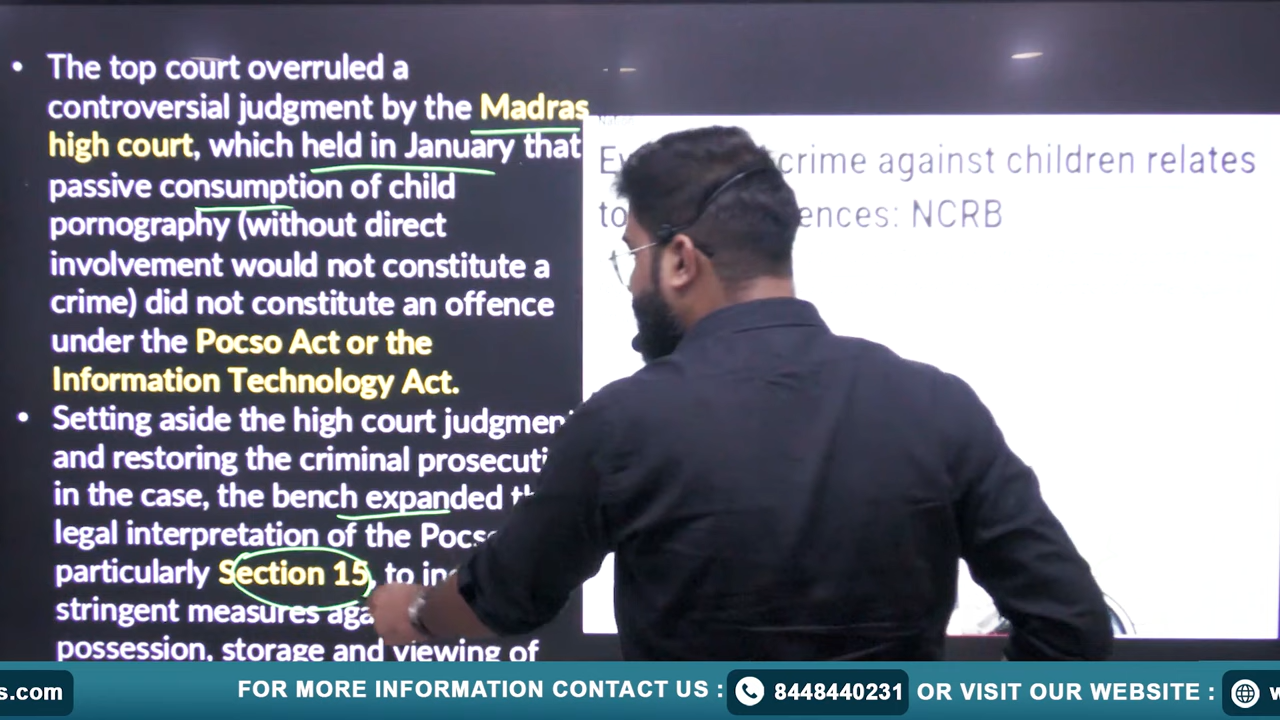 • The top court overruled a
controversial judgment by the Madras
high court, which held in January that
passive consumption of child
pornography (without direct
involvement would not constitute a
crime) did not constitute an offence
under the Pocso Act or the
Information Technology Act.
• Setting aside the high court judgment
and restoring the criminal
in the case, the bench expanded
legal interpretation of the
particularly Section 15, to
stringent measures
possession, storage and viewing of
crime against children relates
to NCRB
s.com
FOR MORE INFORMATION CONTACT US : 8448440231 OR VISIT OUR WEBSITE :